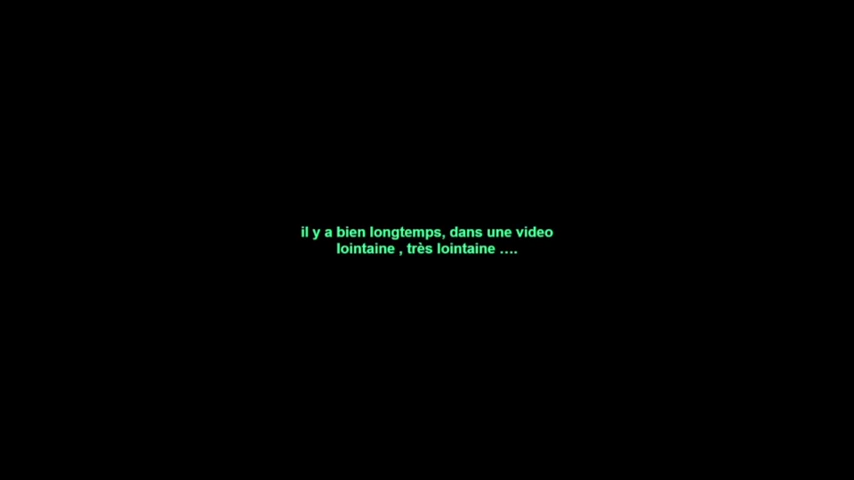 il y a bien longtemps, dans une video
lointaine , très lointaine ….